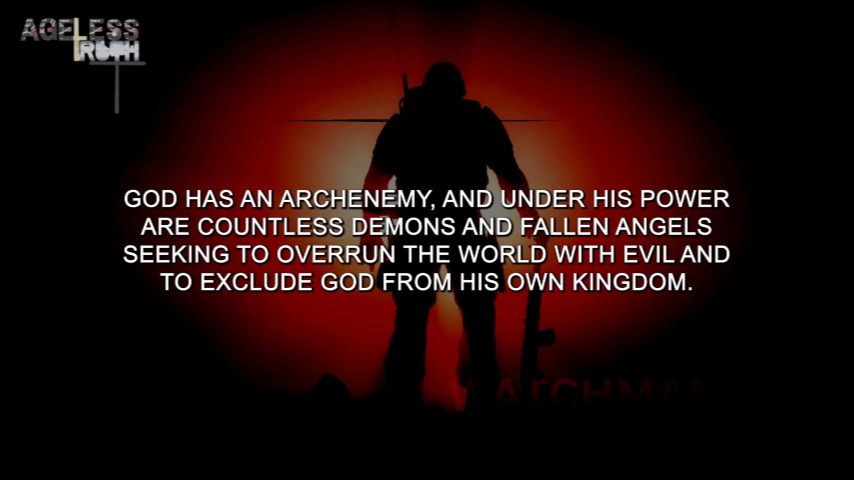 AGELESS
TRUTH
GOD HAS AN ARCHENEMY, AND UNDER HIS POWER
ARE COUNTLESS DEMONS AND FALLEN ANGELS
SEEKING TO OVERRUN THE WORLD WITH EVIL AND
TO EXCLUDE GOD FROM HIS OWN KINGDOM.
WATCHMAN